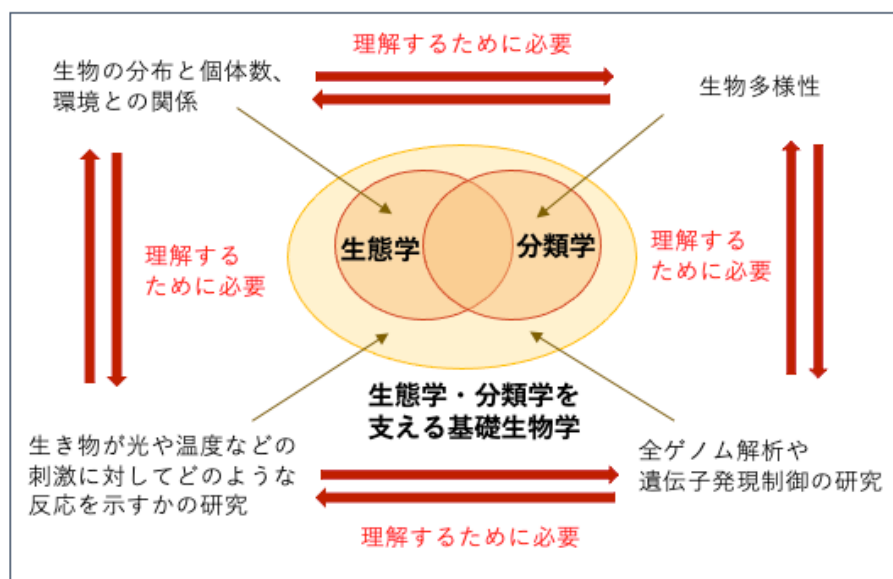 理解するために必要
生物の分布と個体数、
環境との関係
生物多様性
生態学
分類学
理解する
ために必要
理解する
ために必要
生態学・分類学を
支える基礎生物学
生き物が光や温度などの
刺激に対してどのような
反応を示すかの研究
全ゲノム解析や
遺伝子発現制御の研究
理解するために必要